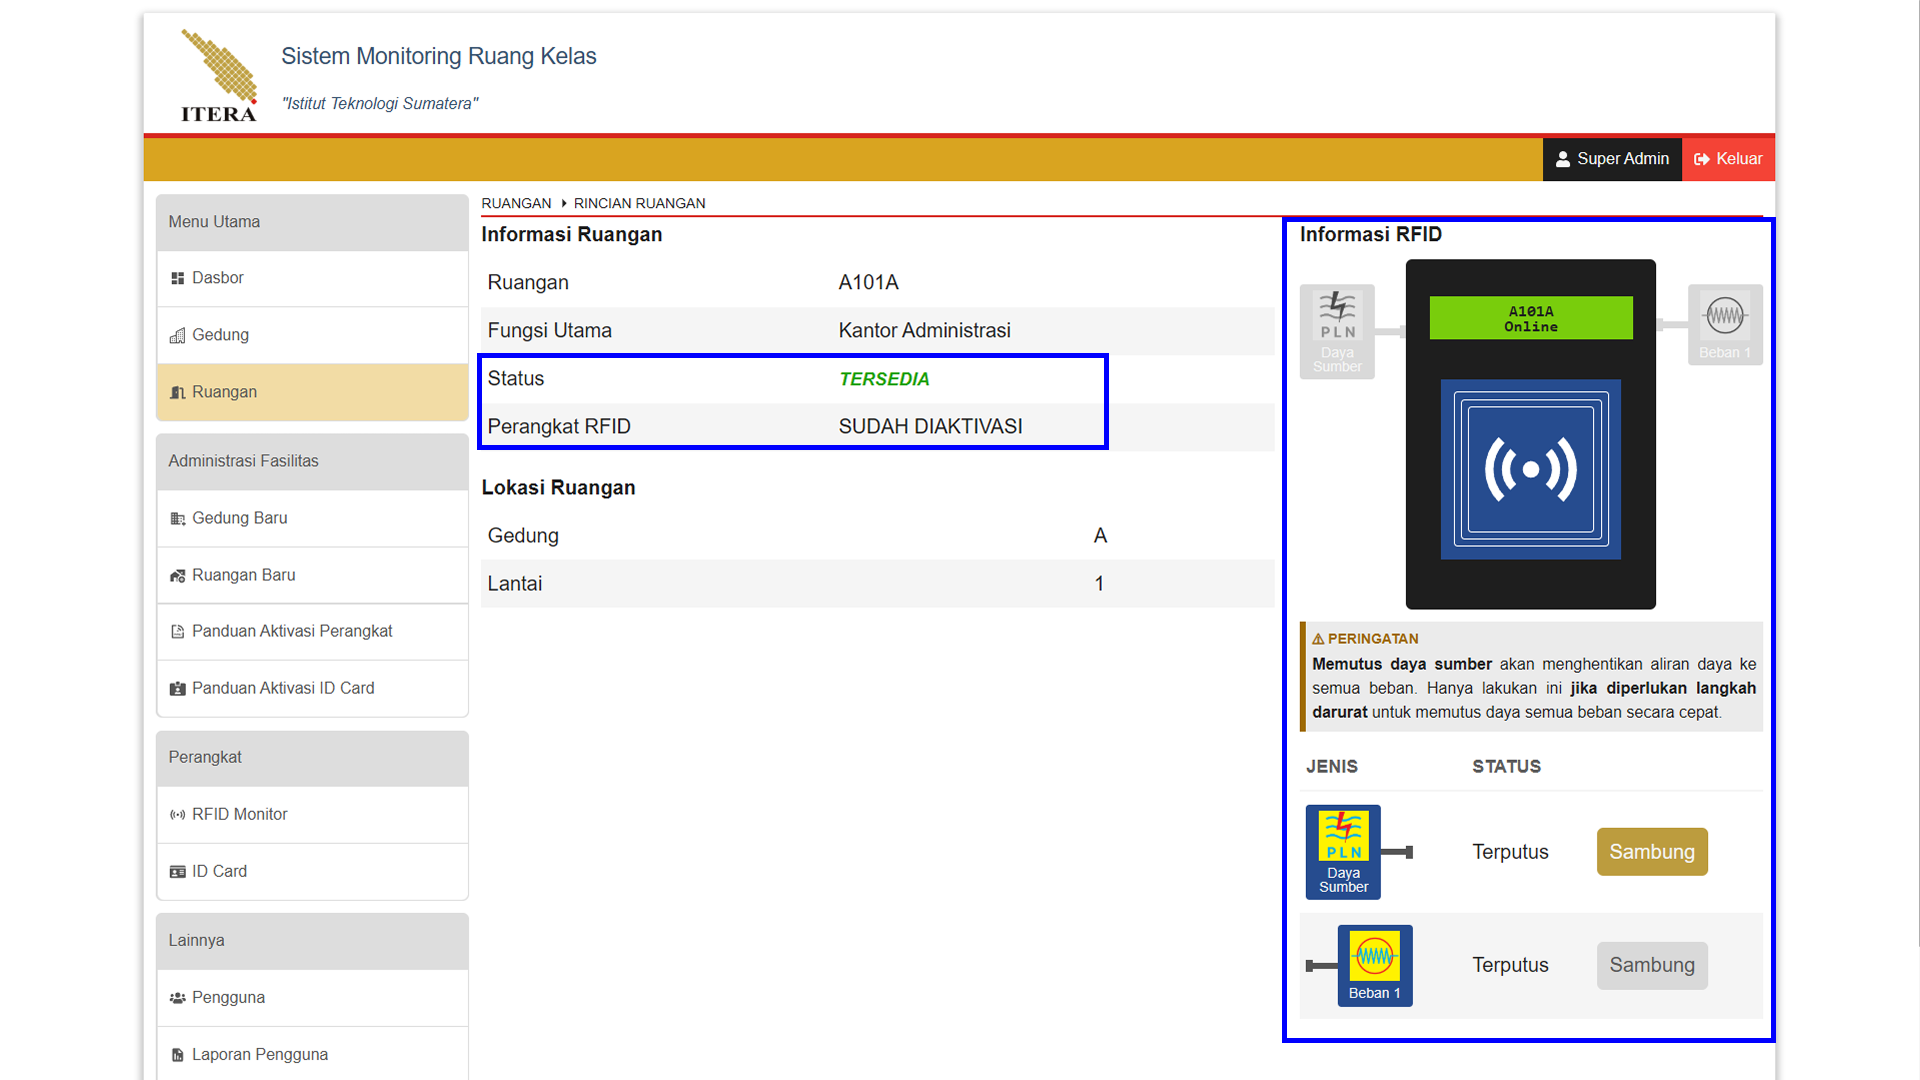 ITERA
Sistem Monitoring Ruang Kelas
"Istitut Teknologi Sumatera"
Super Admin
Keluar
Menu Utama
Dasbor
Gedung
Ruangan
Administrasi Fasilitas
Gedung Baru
Ruangan Baru
Panduan Aktivasi Perangkat
Panduan Aktivasi ID Card
Perangkat
RFID Monitor
ID Card
Lainnya
Pengguna
Laporan Pengguna
RUANGAN RINCIAN RUANGAN
Informasi Ruangan
Ruangan A101A
Fungsi Utama Kantor Administrasi
Status TERSEDIA
Perangkat RFID SUDAH DIAKTIVASI
Lokasi Ruangan
Gedung A
Lantai 1
Informasi RFID
PLN
Daya
Sumber
A101A
Online
Beban 1
PERINGATAN
Memutus daya sumber akan menghentikan aliran daya ke
semua beban. Hanya lakukan ini jika diperlukan langkah
darurat untuk memutus daya semua beban secara cepat.
JENIS STATUS
PLN
Daya
Sumber
Terputus Sambung
Beban 1
Terputus Sambung